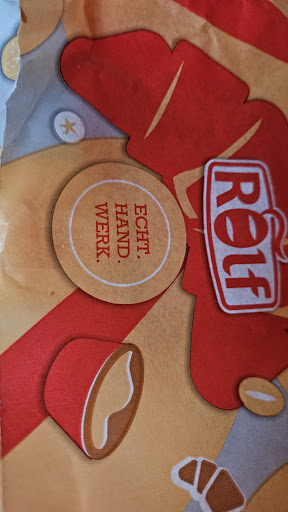 ECHT.
HAND.
WERK.
Rolf